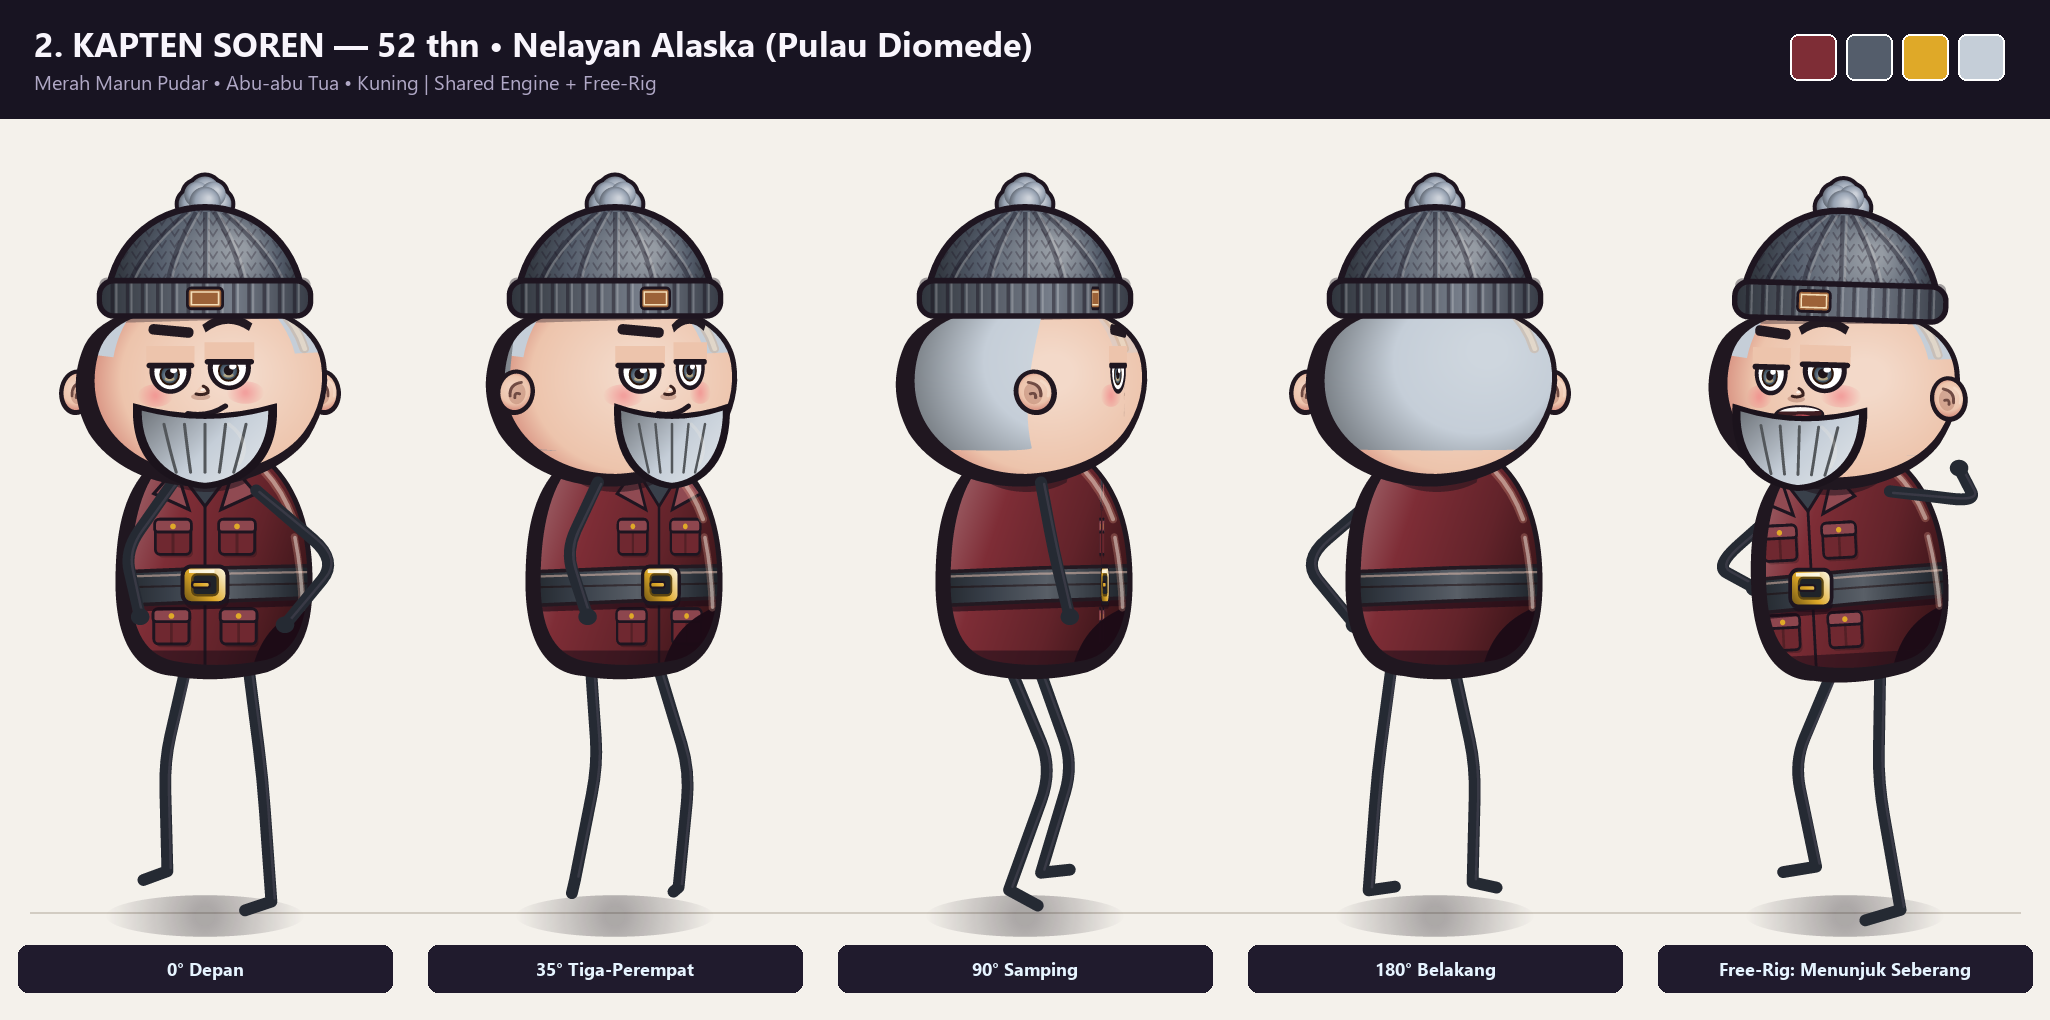 2. KAPTEN SOREN — 52 thn • Nelayan Alaska (Pulau Diomede)
Merah Marun Pudar • Abu-abu Tua • Kuning | Shared Engine + Free-Rig
0° Depan
35° Tiga-Perempat
90° Samping
180° Belakang
Free-Rig: Menunjuk Seberang